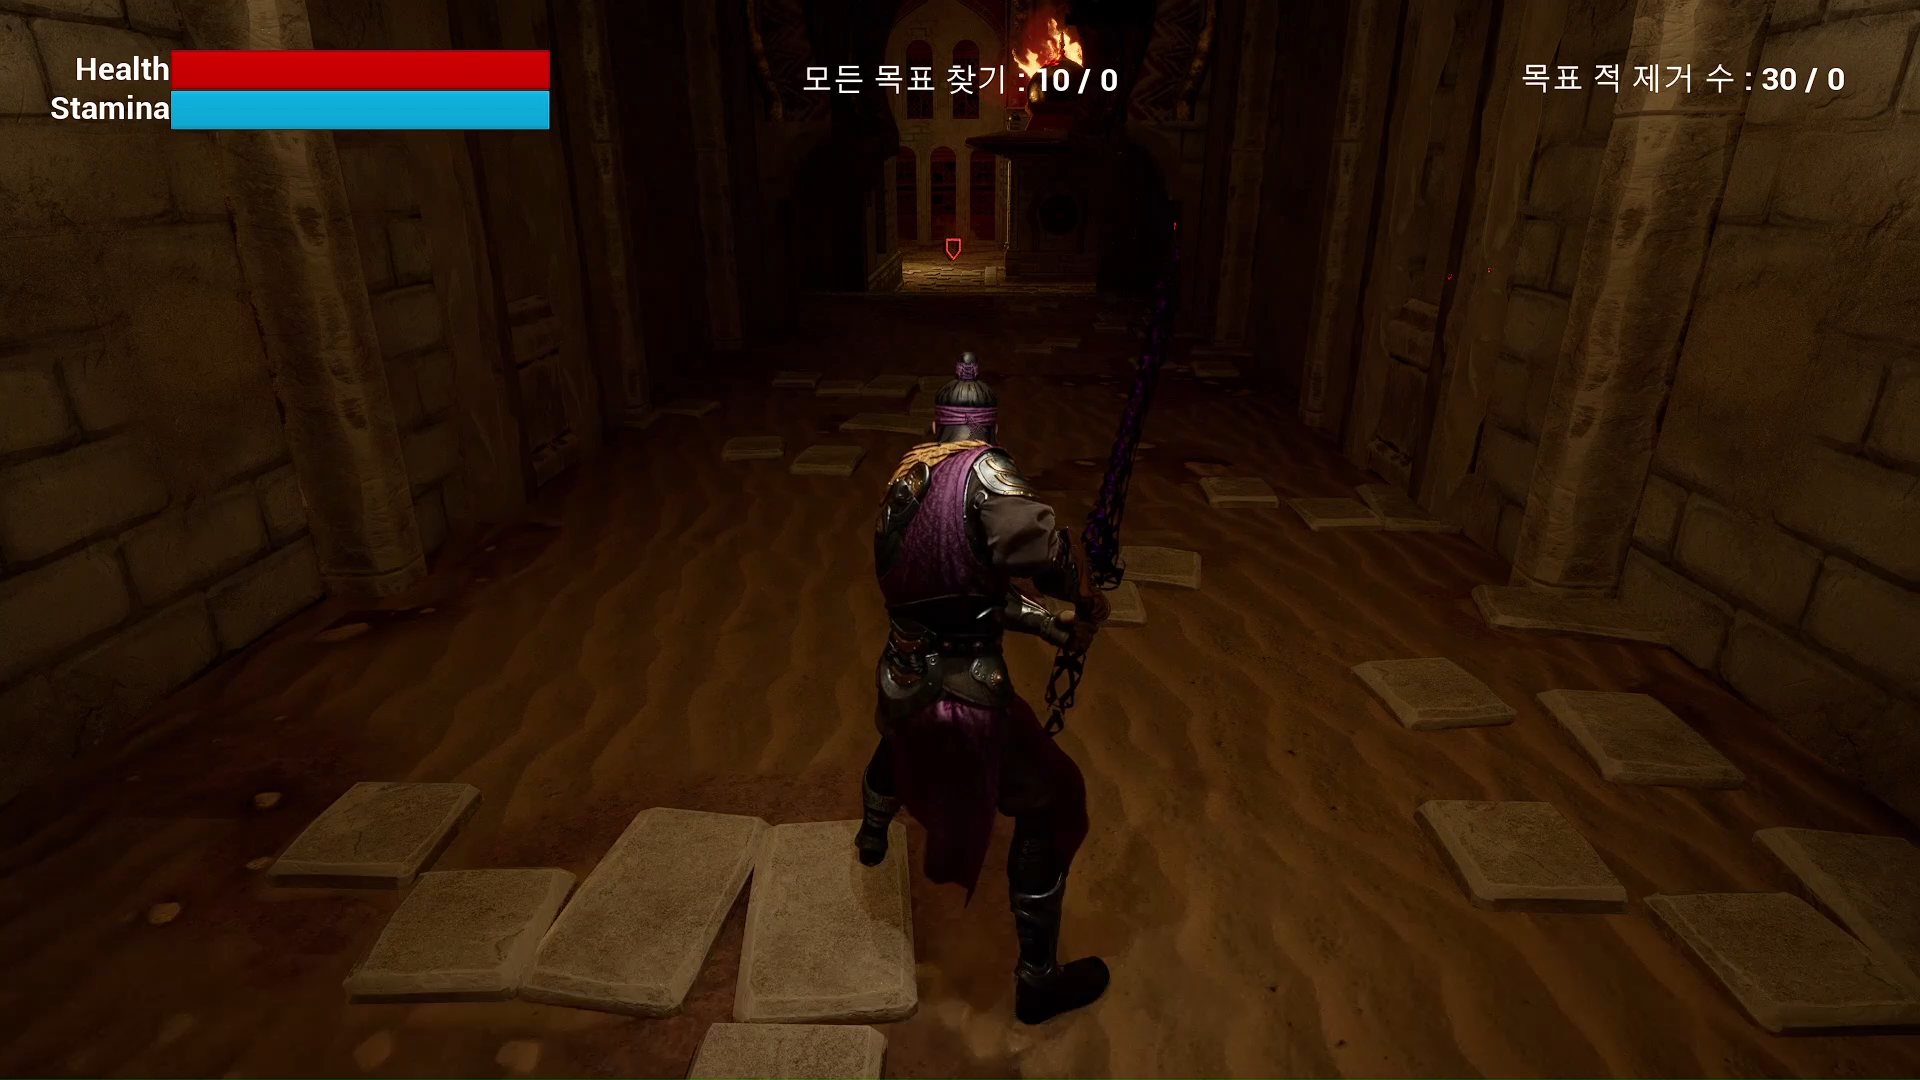 Health
Stamina
모든 목표 찾기 : 10 / 0
목표 적 제거 수 : 30 / 0